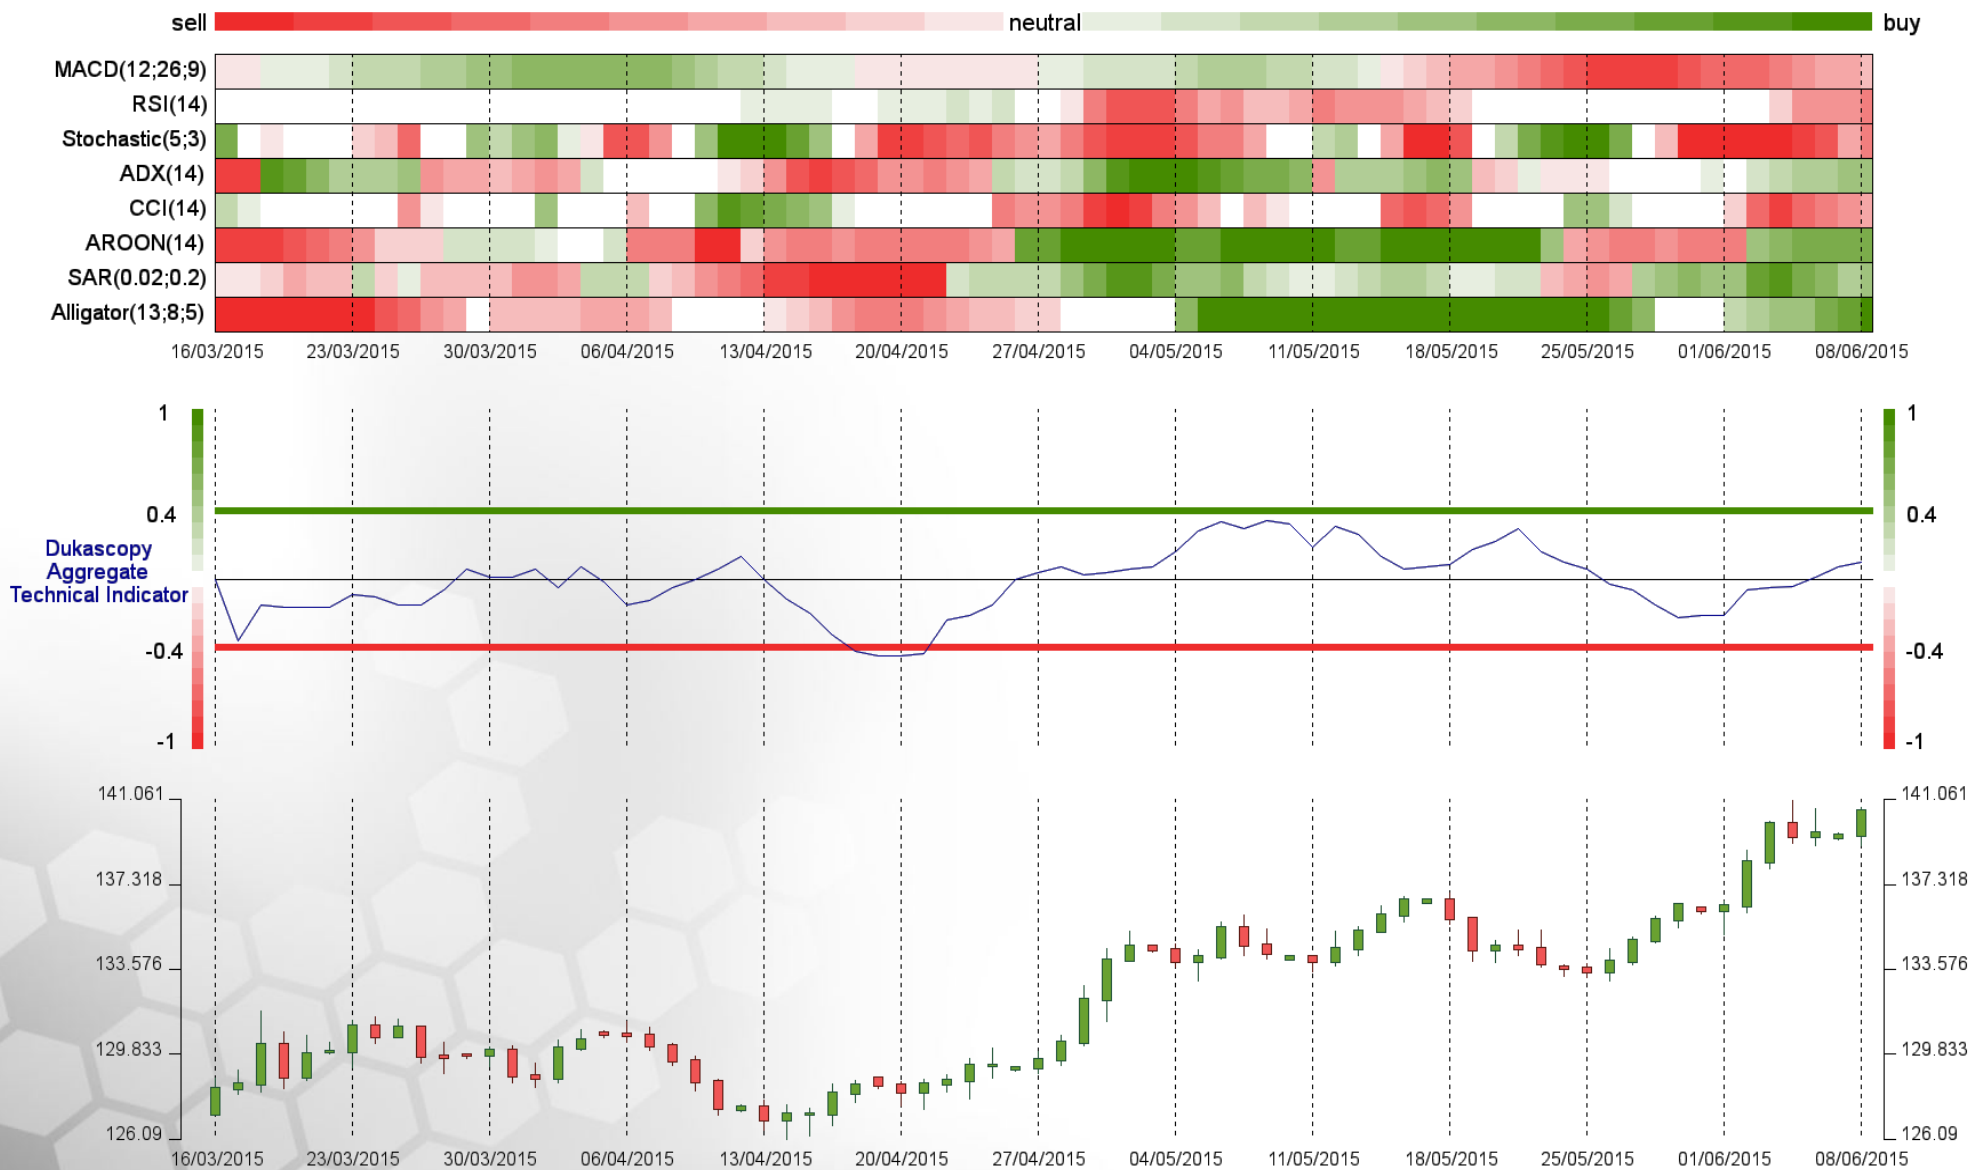 sell neutral buy
MACD(12;26;9)
RSI(14)
Stochastic(5;3)
ADX(14)
CCI(14)
AROON(14)
SAR(0.02;0.2)
Alligator(13;8;5)
16/03/2015 23/03/2015 30/03/2015 06/04/2015 13/04/2015 20/04/2015 27/04/2015 04/05/2015 11/05/2015 18/05/2015 25/05/2015 01/06/2015 08/06/2015
1 1
0.4 0.4
Dukascopy
Aggregate
Technical Indicator
-0.4 -0.4
-1 -1
141.061 141.061
137.318 137.318
133.576 133.576
129.833 129.833
126.09 126.09
16/03/2015 23/03/2015 30/03/2015 06/04/2015 13/04/2015 20/04/2015 27/04/2015 04/05/2015 11/05/2015 18/05/2015 25/05/2015 01/06/2015 08/06/2015